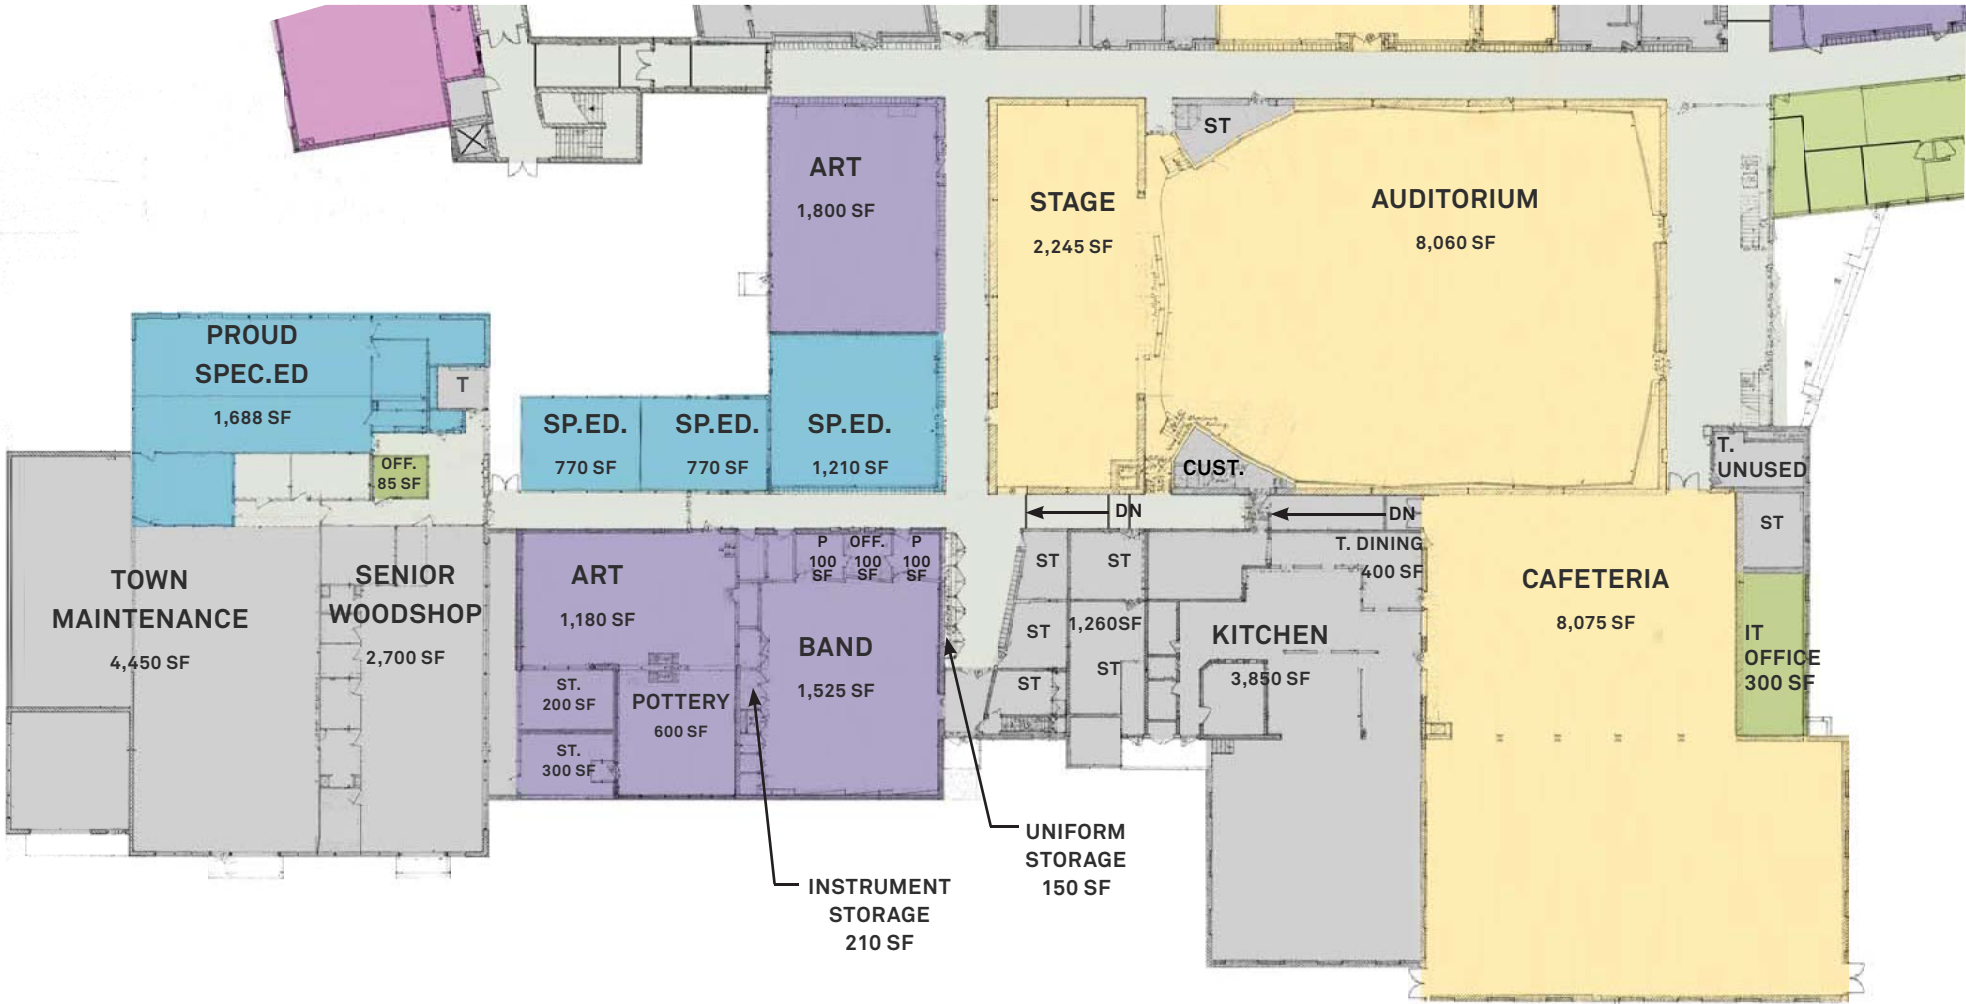 ST
ART
1,800 SF
STAGE
2,245 SF
AUDITORIUM
8,060 SF
PROUD
SPEC.ED
1,688 SF
T
SP.ED.
770 SF
SP.ED.
770 SF
SP.ED.
1,210 SF
OFF.
85 SF
CUST.
T.
UNUSED
DN
DN
ST
TOWN
MAINTENANCE
4,450 SF
SENIOR
WOODSHOP
2,700 SF
ART
1,180 SF
P
100
SF
OFF.
100
SF
P
100
SF
BAND
1,525 SF
ST.
200 SF
ST.
300 SF
POTTERY
600 SF
ST
ST
ST
ST
1,260SF
ST
T. DINING
400 SF
KITCHEN
3,850 SF
CAFETERIA
8,075 SF
IT
OFFICE
300 SF
UNIFORM
STORAGE
150 SF
INSTRUMENT
STORAGE
210 SF